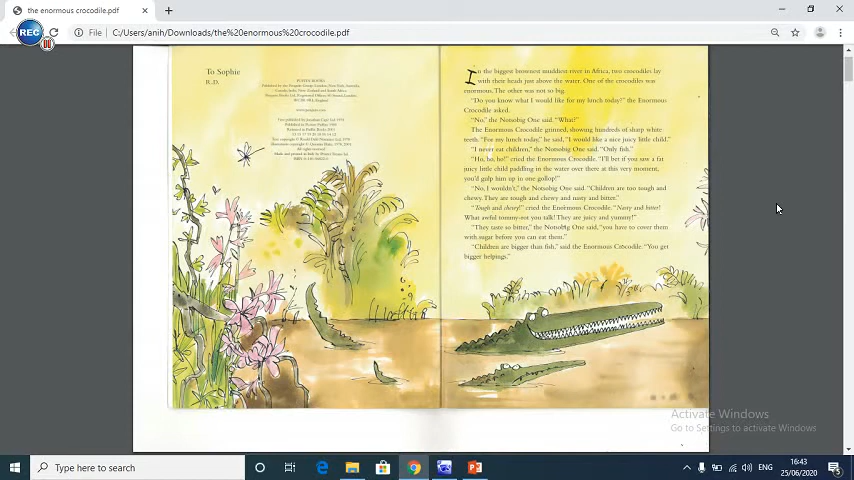 the enormous crocodile.pdf
REC
File C:/Users/anih/Downloads/the%20enormous%20crocodile.pdf
To Sophie
R.D.
PUFFIN BOOKS
In the biggest brownest muddiest river in Africa, two crocodiles lay
with their heads just above the water. One of the crocodiles was
enormous. The other was not so big.
"Do you know what I would like for my lunch today?" the Enormous
Crocodile asked.
"No," the Notsobig One said. "What?"
The Enormous Crocodile grinned, showing hundreds of sharp white
teeth. "For my lunch today," he said, "I would like a nice juicy little child."
"I never eat children," the Notsobig One said. "Only fish."
"Ho, ho, ho!" cried the Enormous Crocodile. "I'll bet if you saw a fat
juicy little child paddling in the water over there at this very moment,
you'd gulp him up in one gollop!"
"No, I wouldn't," the Notsobig One said. "Children are too tough and
chewy. They are tough and chewy and nasty and bitter."
"Tough and chewy!" cried the Enormous Crocodile. "Nasty and bitter!
What awful tommy-rot you talk! They are juicy and yummy!"
"They taste so bitter," the Notsobig One said, "you have to cover them
with sugar before you can eat them."
"Children are bigger than fish," said the Enormous Crocodile. "You get
bigger helpings."
Activate Windows
Go to Settings to activate Windows
Type here to search
ENG
16:43
25/06/2020